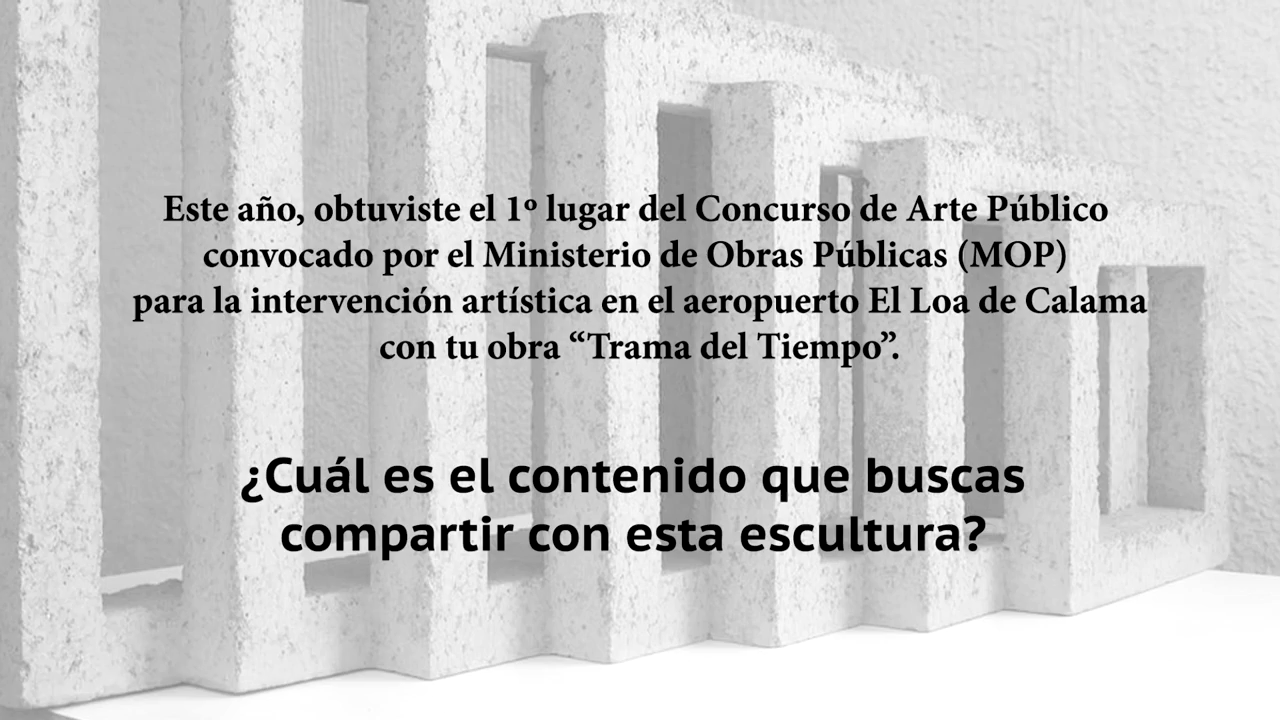 Este año, obtuviste el 1º lugar del Concurso de Arte Público
convocado por el Ministerio de Obras Públicas (MOP)
para la intervención artística en el aeropuerto El Loa de Calama
con tu obra “Trama del Tiempo”.
¿Cuál es el contenido que buscas
compartir con esta escultura?